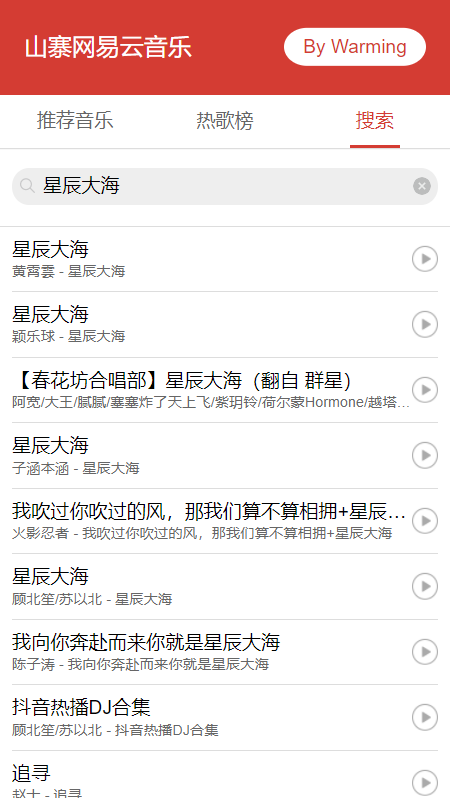 山寨网易云音乐
By Warming
推荐音乐
热歌榜
搜索
星辰大海
星辰大海
黄霄雲 - 星辰大海
星辰大海
颖乐球 - 星辰大海
【春花坊合唱部】星辰大海（翻自 群星）
阿宽/大王/腻腻/塞塞炸了天上飞/紫玥铃/荷尔蒙Hormone/越塔...
星辰大海
子涵本涵 - 星辰大海
我吹过你吹过的风，那我们算不算相拥+星辰...
火影忍者 - 我吹过你吹过的风，那我们算不算相拥+星辰大海
星辰大海
顾北笙/苏以北 - 星辰大海
我向你奔赴而来你就是星辰大海
陈子涛 - 我向你奔赴而来你就是星辰大海
抖音热播DJ合集
顾北笙/苏以北 - 抖音热播DJ合集
追寻
赵士 - 追寻